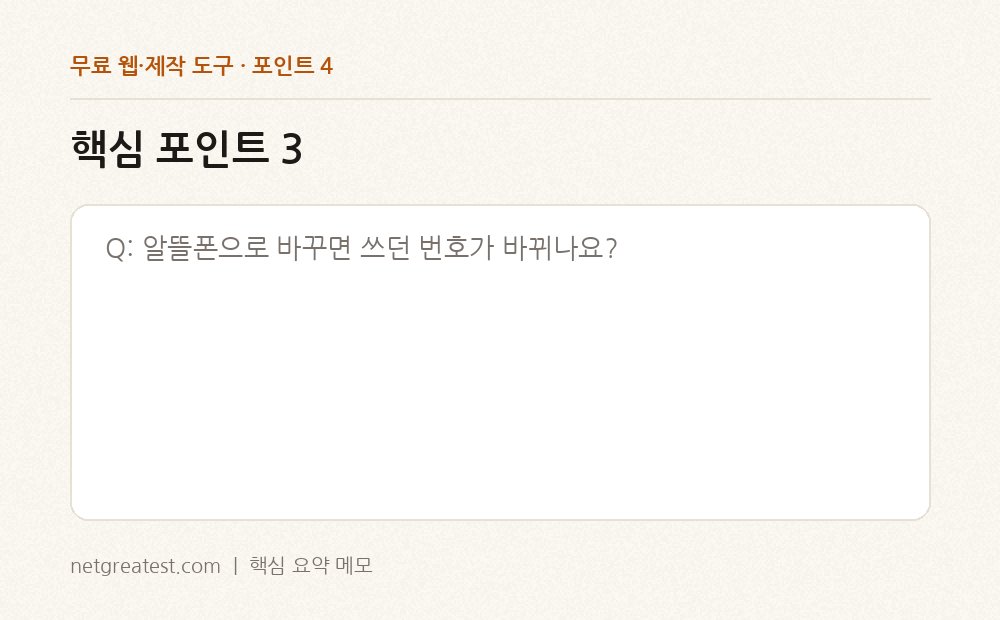 무료 웹·제작 도구 · 포인트 4
핵심 포인트 3
Q: 알뜰폰으로 바꾸면 쓰던 번호가 바뀌나요?
netgreatest.com | 핵심 요약 메모